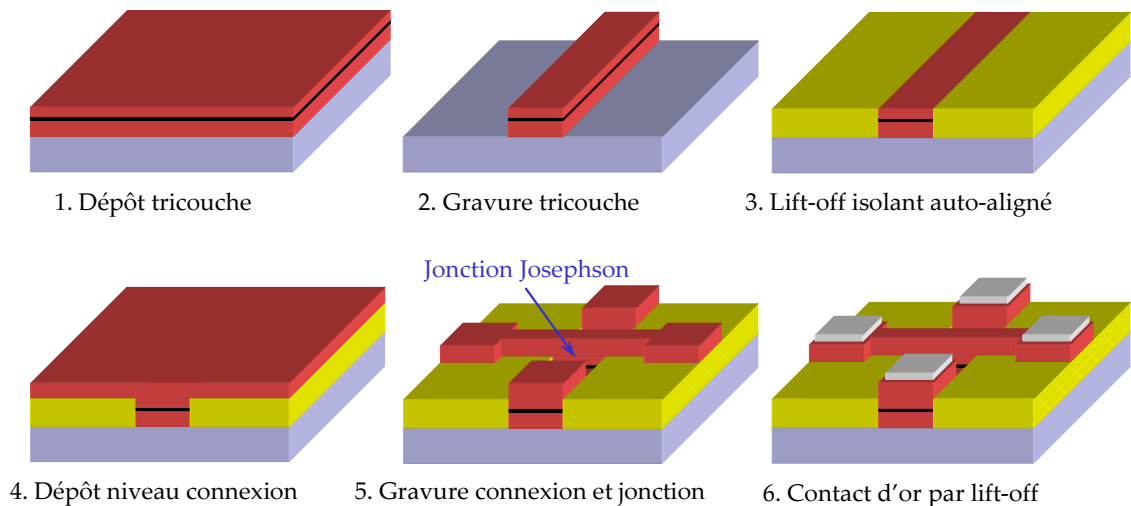 1. Dépôt tricouche
2. Gravure tricouche
3. Lift-off isolant auto-aligné
Jonction Josephson
4. Dépôt niveau connexion
5. Gravure connexion et jonction
6. Contact d’or par lift-off